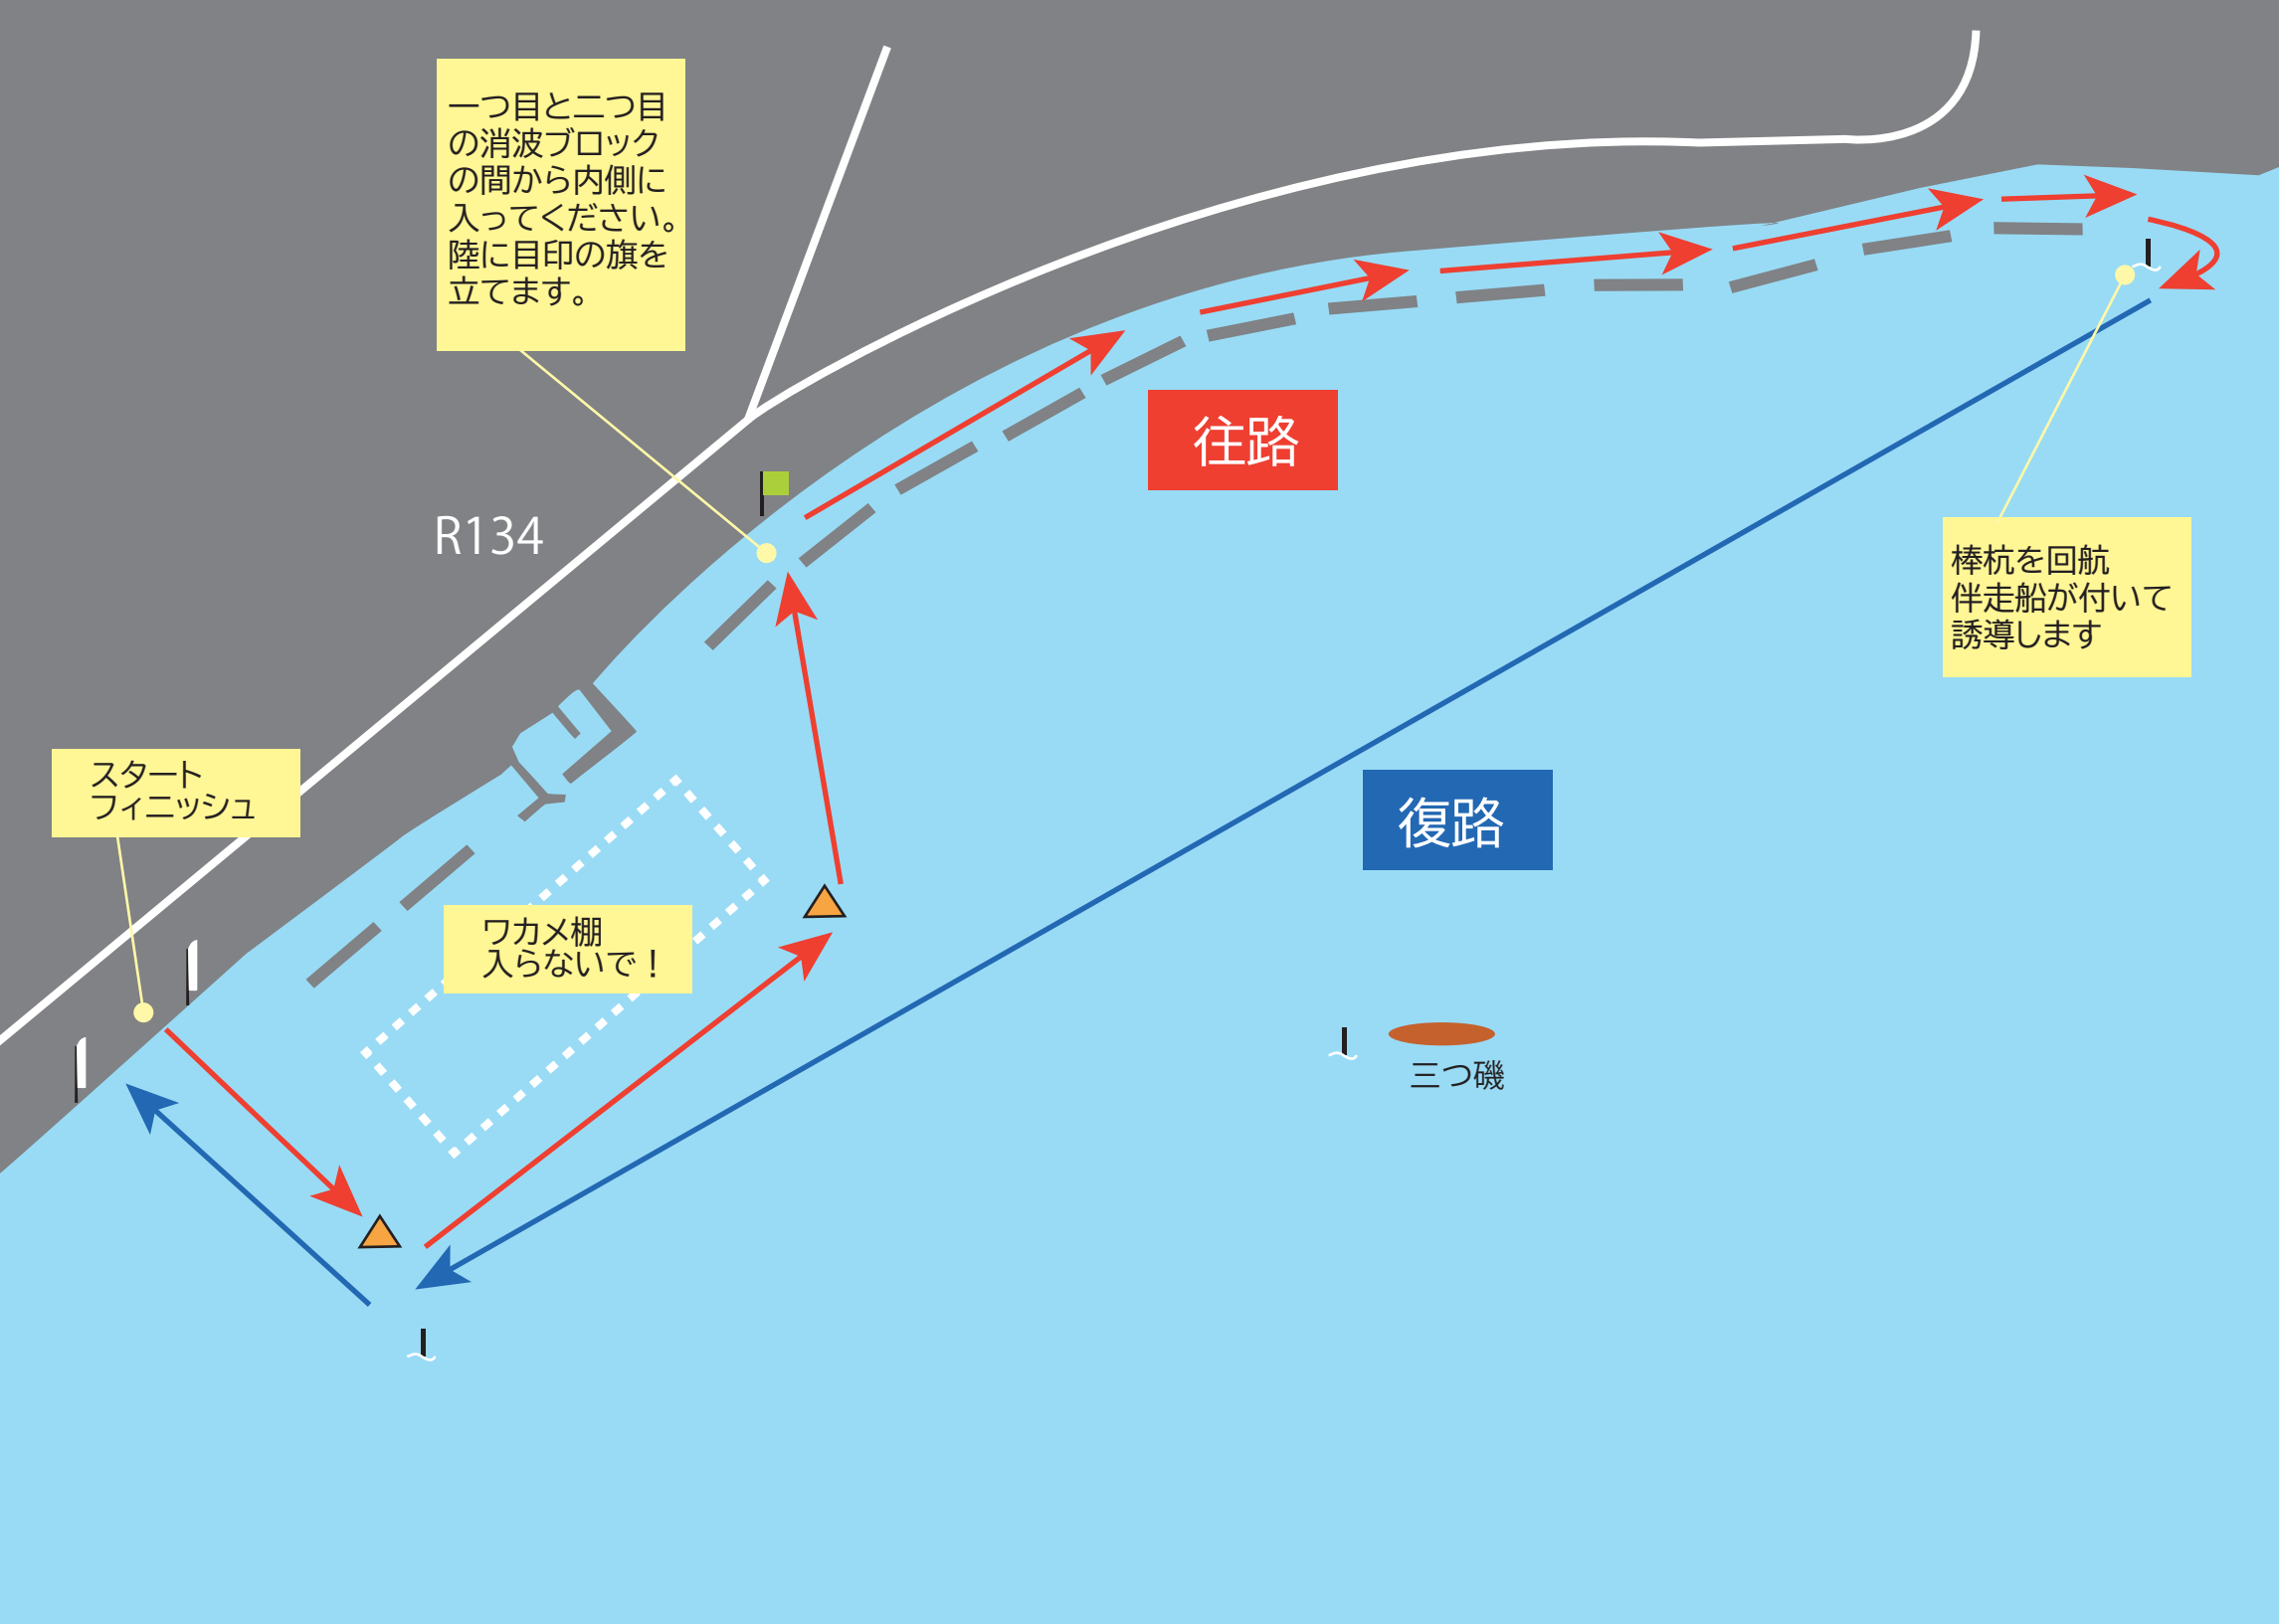 一つ目と二つ目
の消波ブロック
の間から内側に
入ってください。
陸に目印の旗を
立てます。
往路
R134
棒杭を回航
伴走船が付いて
誘導します
スタート
フィニッシュ
復路
ワカメ棚
入らないで！
三つ磯